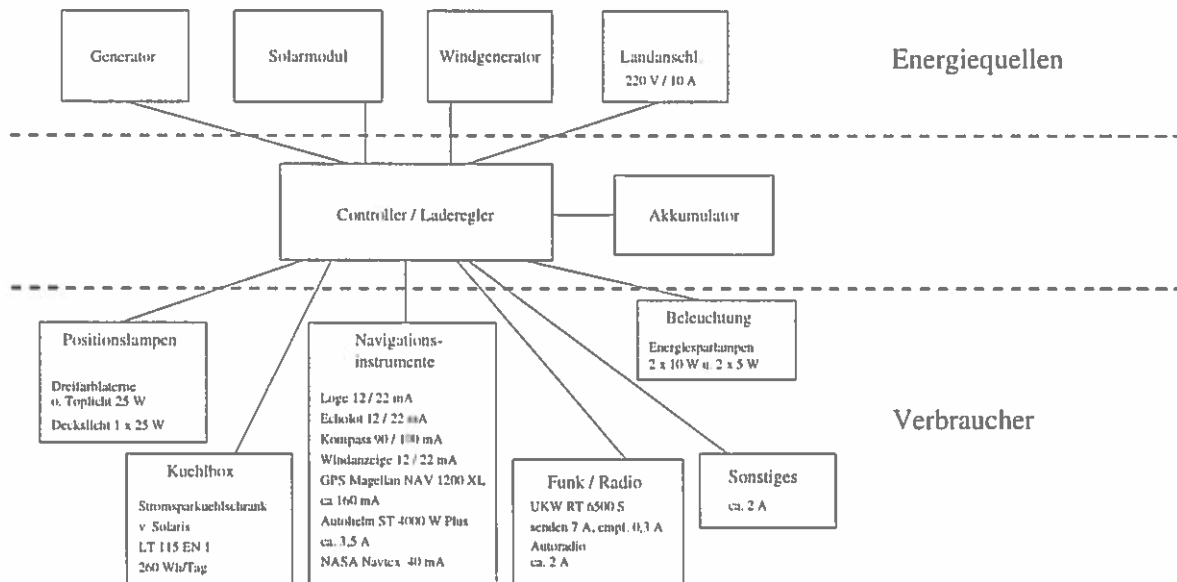 Generator
Solarmodul
Windgenerator
Landanschl.
220 V / 10 A
Energiequellen
Controller / Laderegler
Akkumulator
Positionslampen
Dreifarblaterne
o. Toplicht 25 W
Deckslicht 1 x 25 W
Kuehlbox
Stromsparkuehlschrank
v. Solaris
LT 115 EN 1
260 Wh/Tag
Navigations-
instrumente
Loge 12 / 22 mA
Echolot 12 / 22 mA
Kompass 90 / 100 mA
Windanzeige 12 / 22 mA
GPS Magellan NAV 1200 XL
ca 160 mA
Autohelm ST 4000 W Plus
ca. 3,5 A
NASA Navtex 40 mA
Funk / Radio
UKW RT 6500 S
senden 7 A, empf. 0,3 A
Autoradio
ca. 2 A
Beleuchtung
Energiesparlampen
2 x 10 W u. 2 x 5 W
Sonstiges
ca. 2 A
Verbraucher